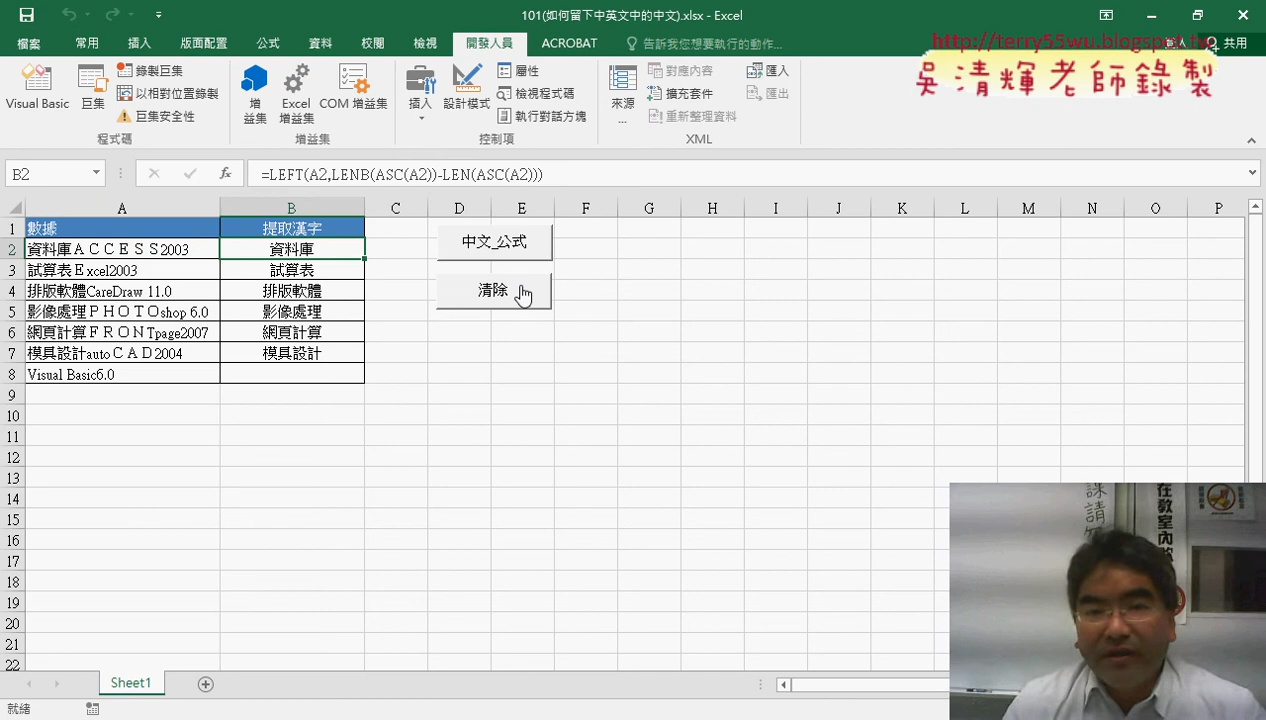 101(如何留下中英文中的中文).xlsx - Excel
檔案 常用 插入 版面配置 公式 資料 校閱 檢視 開發人員 ACROBAT 告訴我您想要執行的動作... 共用
http://terry55wu.blogspot.tw
吳清輝老師錄製
Visual Basic 巨集 錄製巨集 以相對位置錄製 巨集安全性
程式碼
增益集 Excel 增益集 COM 增益集
增益集
插入 設計模式 屬性 檢視程式碼 執行對話方塊
控制項
來源... 對應內容 擴充套件 重新整理資料 匯入 匯出
XML
B2 fx =LEFT(A2,LENB(ASC(A2))-LEN(ASC(A2)))
A B C D E F G H I J K L M N O P
1 數據 提取漢字
2 資料庫ＡＣＣＥＳＳ2003 資料庫
3 試算表Ｅxcel2003 試算表
4 排版軟體CareDraw 11.0 排版軟體
5 影像處理ＰＨＯＴＯshop 6.0 影像處理
6 網頁計算ＦＲＯＮＴpage2007 網頁計算
7 模具設計autoＣＡＤ2004 模具設計
8 Visual Basic6.0
中文_公式
清除
9
10
11
12
13
14
15
16
17
18
19
20
21
22
Sheet1
就緒
在教室內